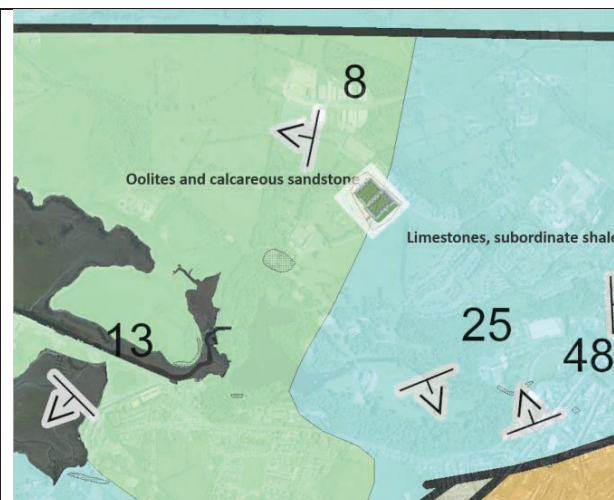 8
Oolites and calcareous sandstone
Limestones, subordinate shale
13
25
48